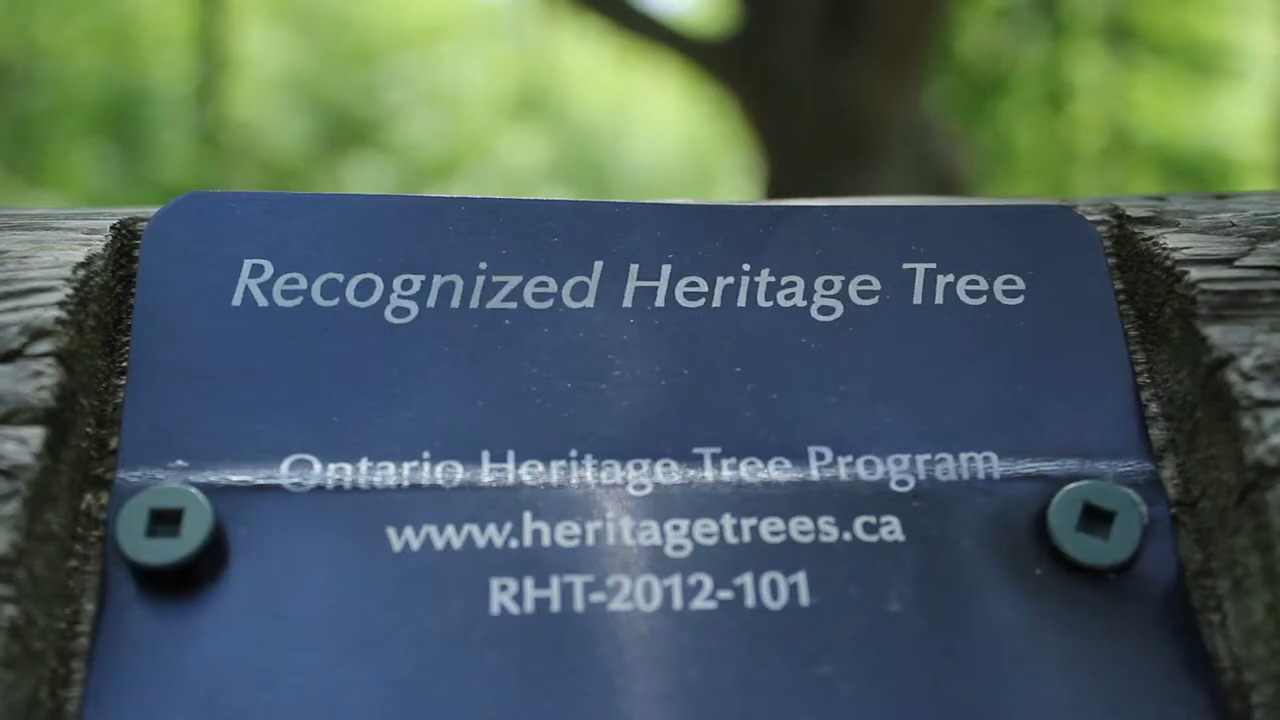 Recognized Heritage Tree
Ontario Heritage Tree Program
www.heritagetrees.ca
RHT-2012-101